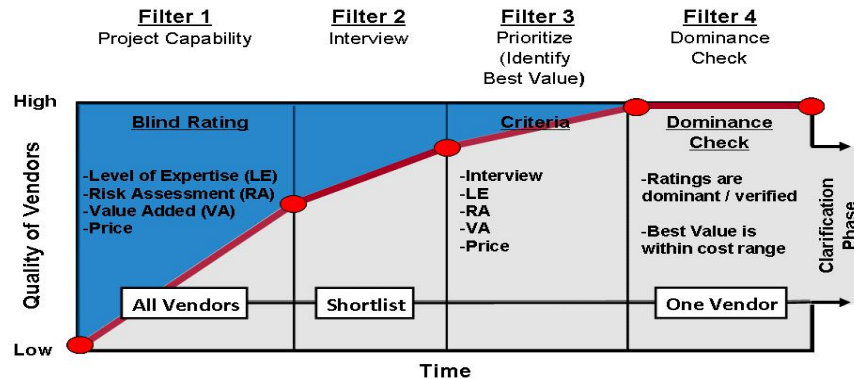 Filter 1
Project Capability
Filter 2
Interview
Filter 3
Prioritize
(Identify
Best Value)
Filter 4
Dominance
Check
High
Quality of Vendors
Low
Blind Rating
-Level of Expertise (LE)
-Risk Assessment (RA)
-Value Added (VA)
-Price
Criteria
-Interview
-LE
-RA
-VA
-Price
Dominance
Check
-Ratings are
dominant / verified
-Best Value is
within cost range
Clarification
Phase
All Vendors
Shortlist
One Vendor
Time